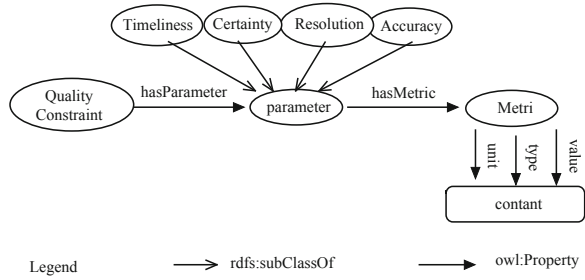 Timeliness
Certainty
Resolution
Accuracy
Quality
Constraint
hasParameter
parameter
hasMetric
Metri
unit
type
value
contant
Legend
rdfs:subClassOf
owl:Property